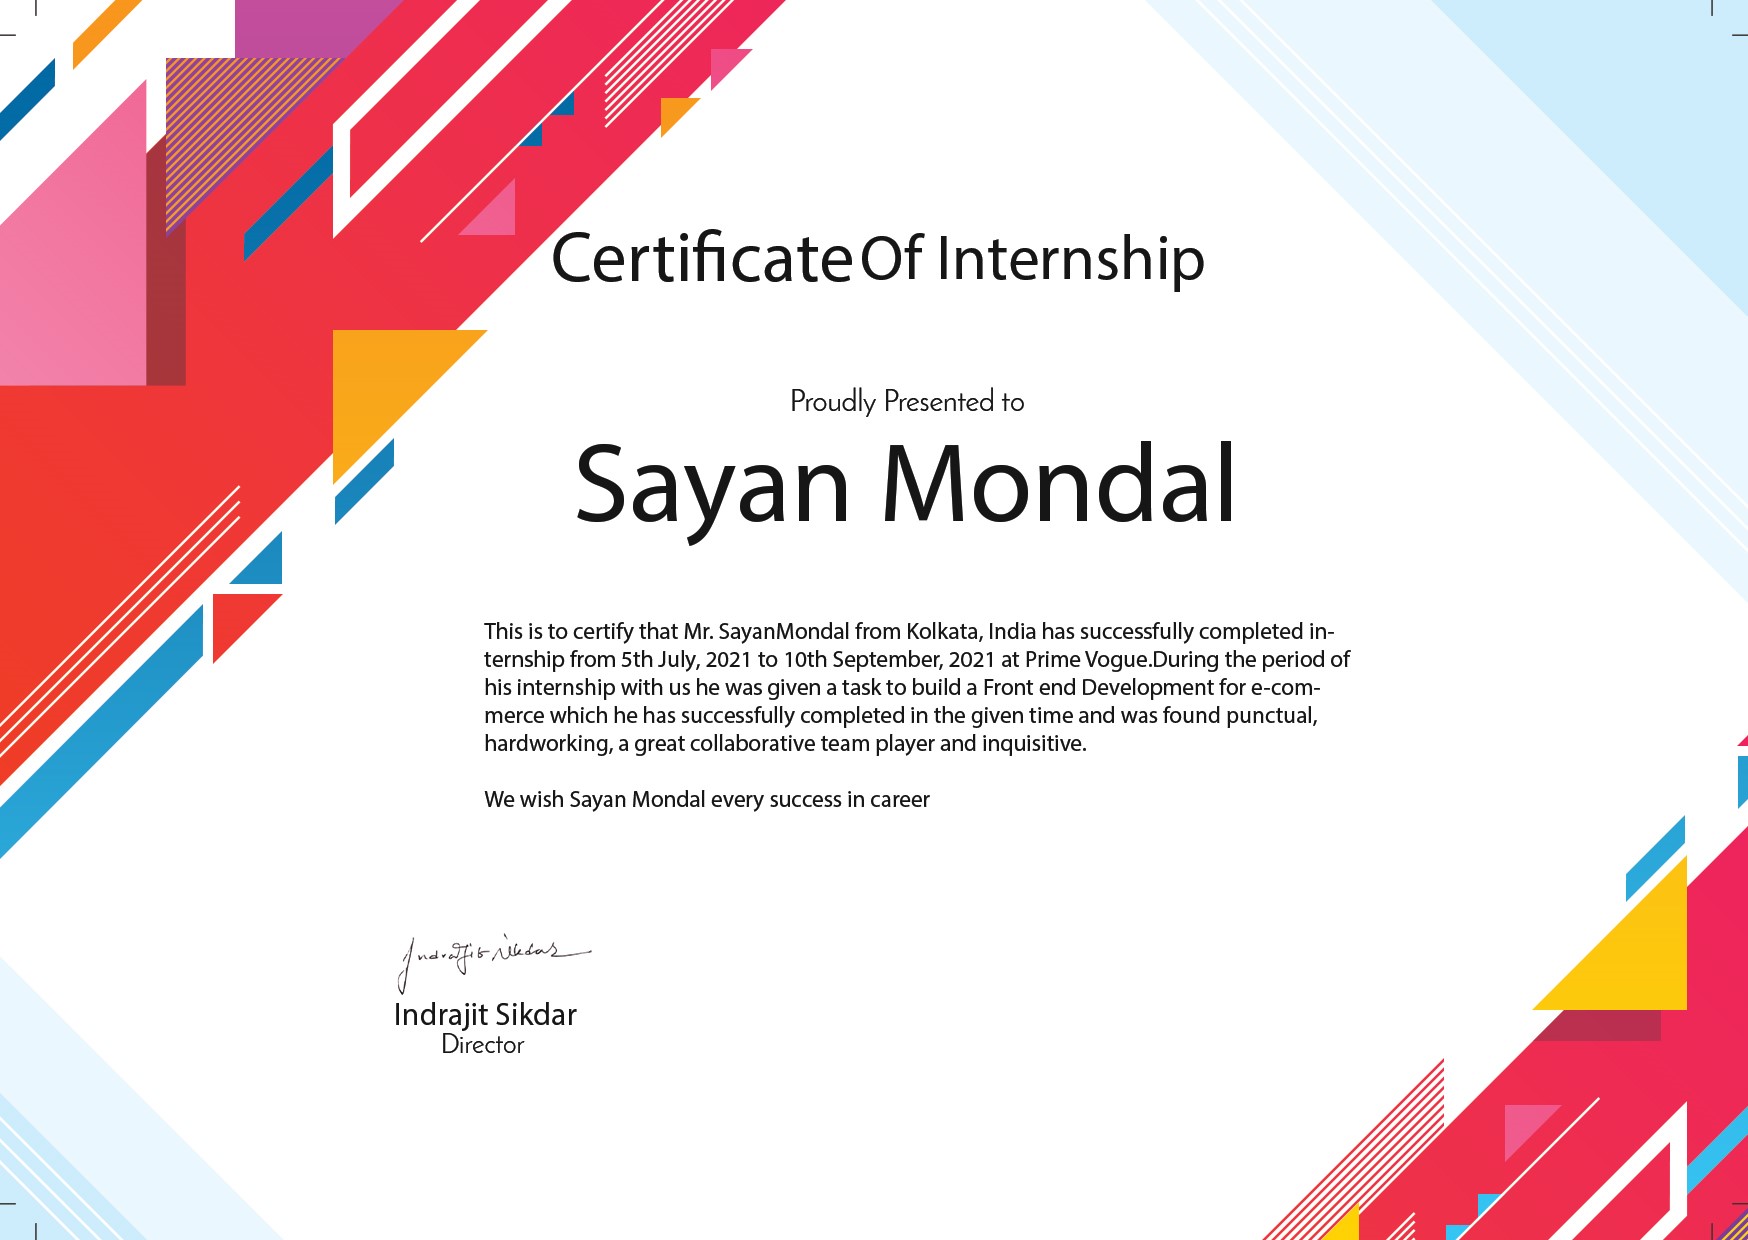 Certificate Of Internship
Proudly Presented to
Sayan Mondal
This is to certify that Mr. SayanMondal from Kolkata, India has successfully completed in-
ternship from 5th July, 2021 to 10th September, 2021 at Prime Vogue.During the period of
his internship with us he was given a task to build a Front end Development for e-com-
merce which he has successfully completed in the given time and was found punctual,
hardworking, a great collaborative team player and inquisitive.
We wish Sayan Mondal every success in career
Indrajit Sikdar
Indrajit Sikdar
Director